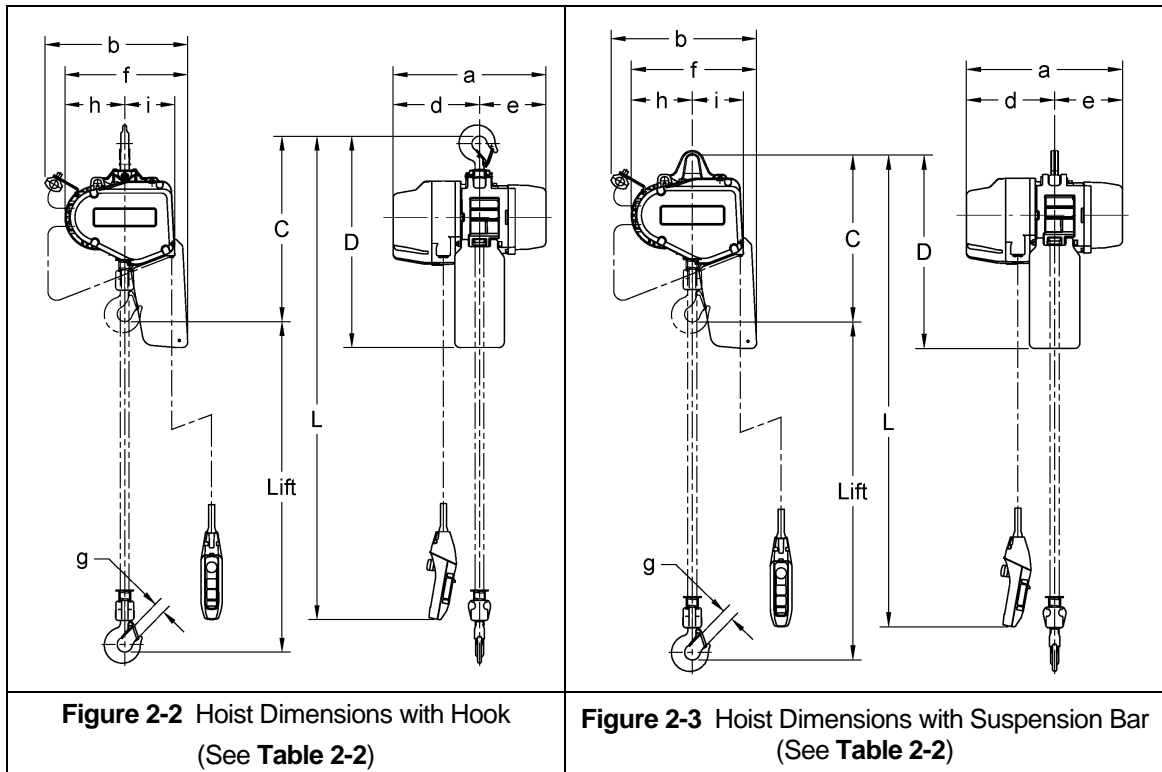 b
f
h
i
a
d
e
C
D
L
Lift
g
Figure 2-2 Hoist Dimensions with Hook
(See Table 2-2)
b
f
h
i
a
d
e
C
D
L
Lift
g
Figure 2-3 Hoist Dimensions with Suspension Bar
(See Table 2-2)